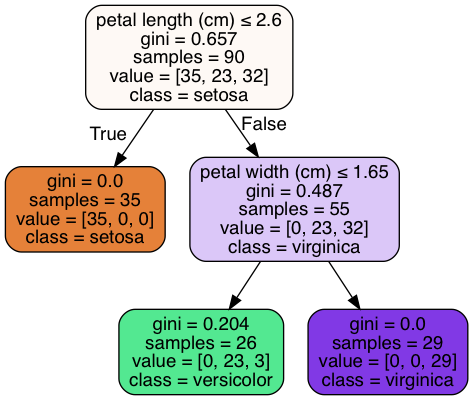 petal length (cm) ≤ 2.6
gini = 0.657
samples = 90
value = [35, 23, 32]
class = setosa
True
False
gini = 0.0
samples = 35
value = [35, 0, 0]
class = setosa
petal width (cm) ≤ 1.65
gini = 0.487
samples = 55
value = [0, 23, 32]
class = virginica
gini = 0.204
samples = 26
value = [0, 23, 3]
class = versicolor
gini = 0.0
samples = 29
value = [0, 0, 29]
class = virginica